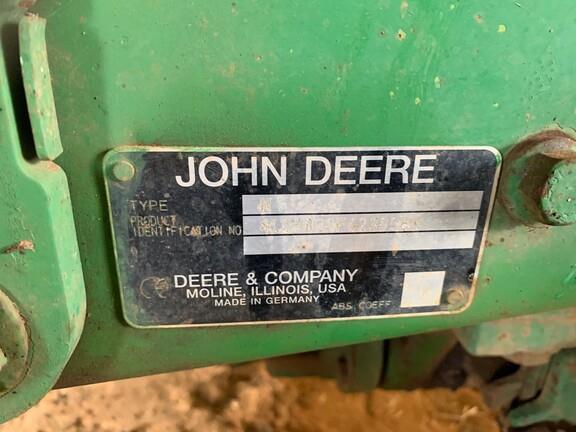 JOHN DEERE
TYPE
PRODUCT
IDENTIFICATION NO
DEERE & COMPANY
MOLINE, ILLINOIS, USA
MADE IN GERMANY
ABS. COEFF